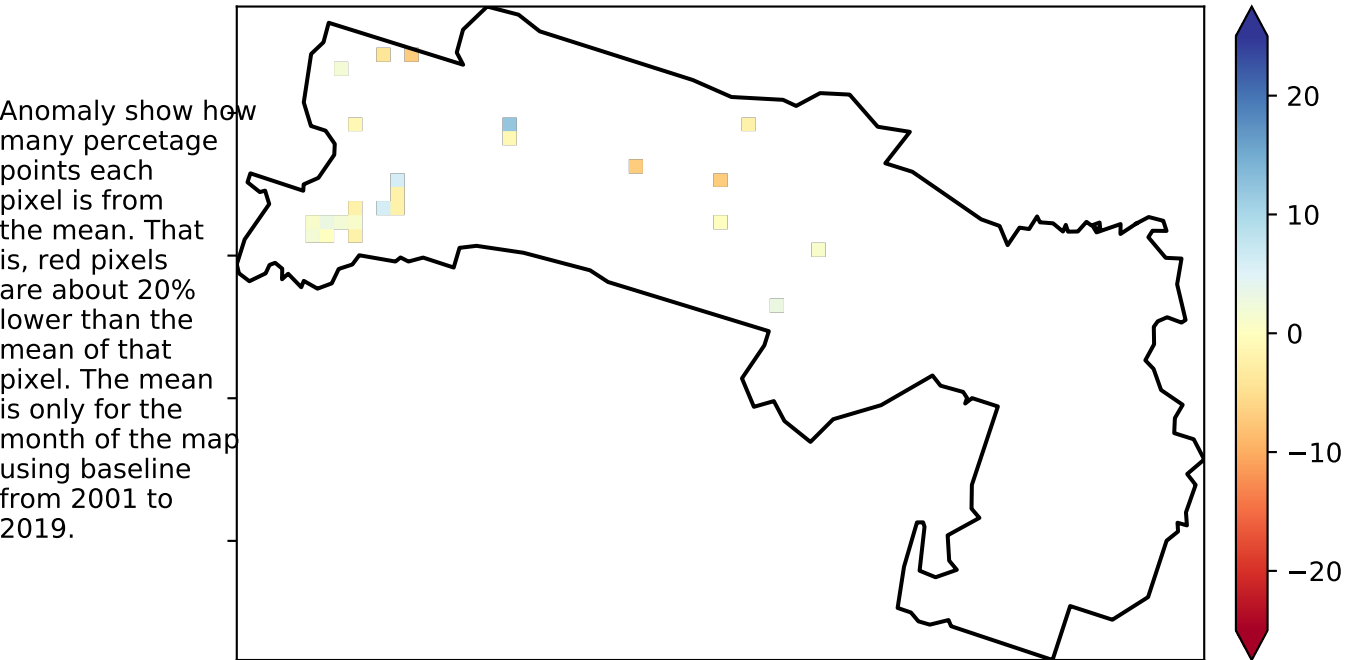 Anomaly show how
many percetage
points each
pixel is from
the mean. That
is, red pixels
are about 20%
lower than the
mean of that
pixel. The mean
is only for the
month of the map
using baseline
from 2001 to
2019.
20
10
0
−10
−20